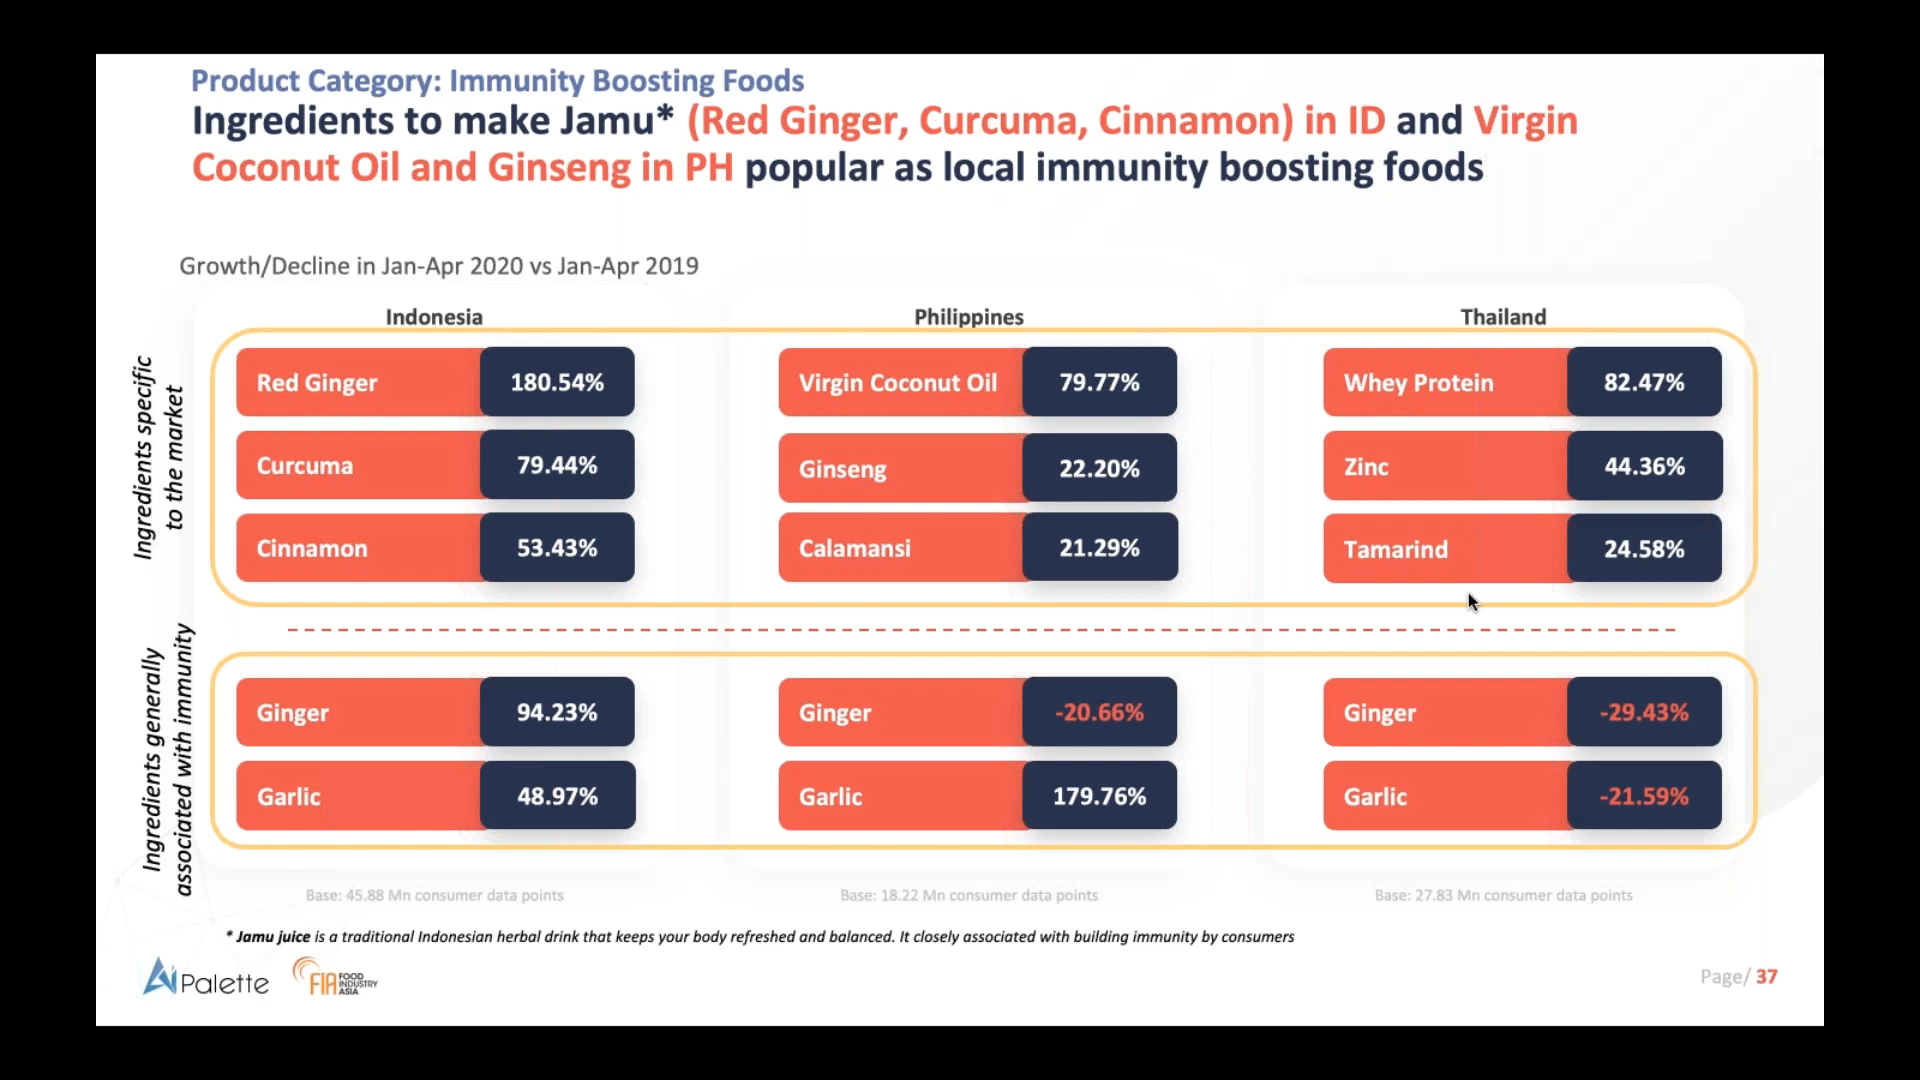 Product Category: Immunity Boosting Foods
Ingredients to make Jamu* (Red Ginger, Curcuma, Cinnamon) in ID and Virgin
Coconut Oil and Ginseng in PH popular as local immunity boosting foods
Growth/Decline in Jan-Apr 2020 vs Jan-Apr 2019
Indonesia
Philippines
Thailand
Ingredients specific
to the market
Red Ginger 180.54%
Virgin Coconut Oil 79.77%
Whey Protein 82.47%
Curcuma 79.44%
Ginseng 22.20%
Zinc 44.36%
Cinnamon 53.43%
Calamansi 21.29%
Tamarind 24.58%
Ingredients generally
associated with immunity
Ginger 94.23%
Ginger -20.66%
Ginger -29.43%
Garlic 48.97%
Garlic 179.76%
Garlic -21.59%
Base: 45.88 Mn consumer data points
Base: 18.22 Mn consumer data points
Base: 27.83 Mn consumer data points
* Jamu juice is a traditional Indonesian herbal drink that keeps your body refreshed and balanced. It closely associated with building immunity by consumers
Ai Palette
FIA FOOD
INDUSTRY
ASIA
Page/ 37